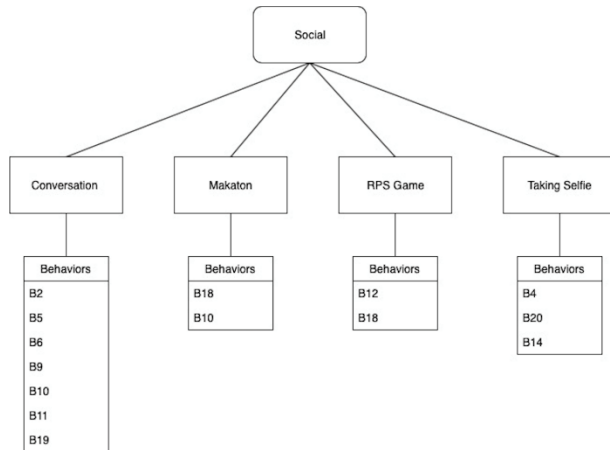 Social
Conversation
Makaton
RPS Game
Taking Selfie
Behaviors
B2
B5
B6
B9
B10
B11
B19
Behaviors
B18
B10
Behaviors
B12
B18
Behaviors
B4
B20
B14